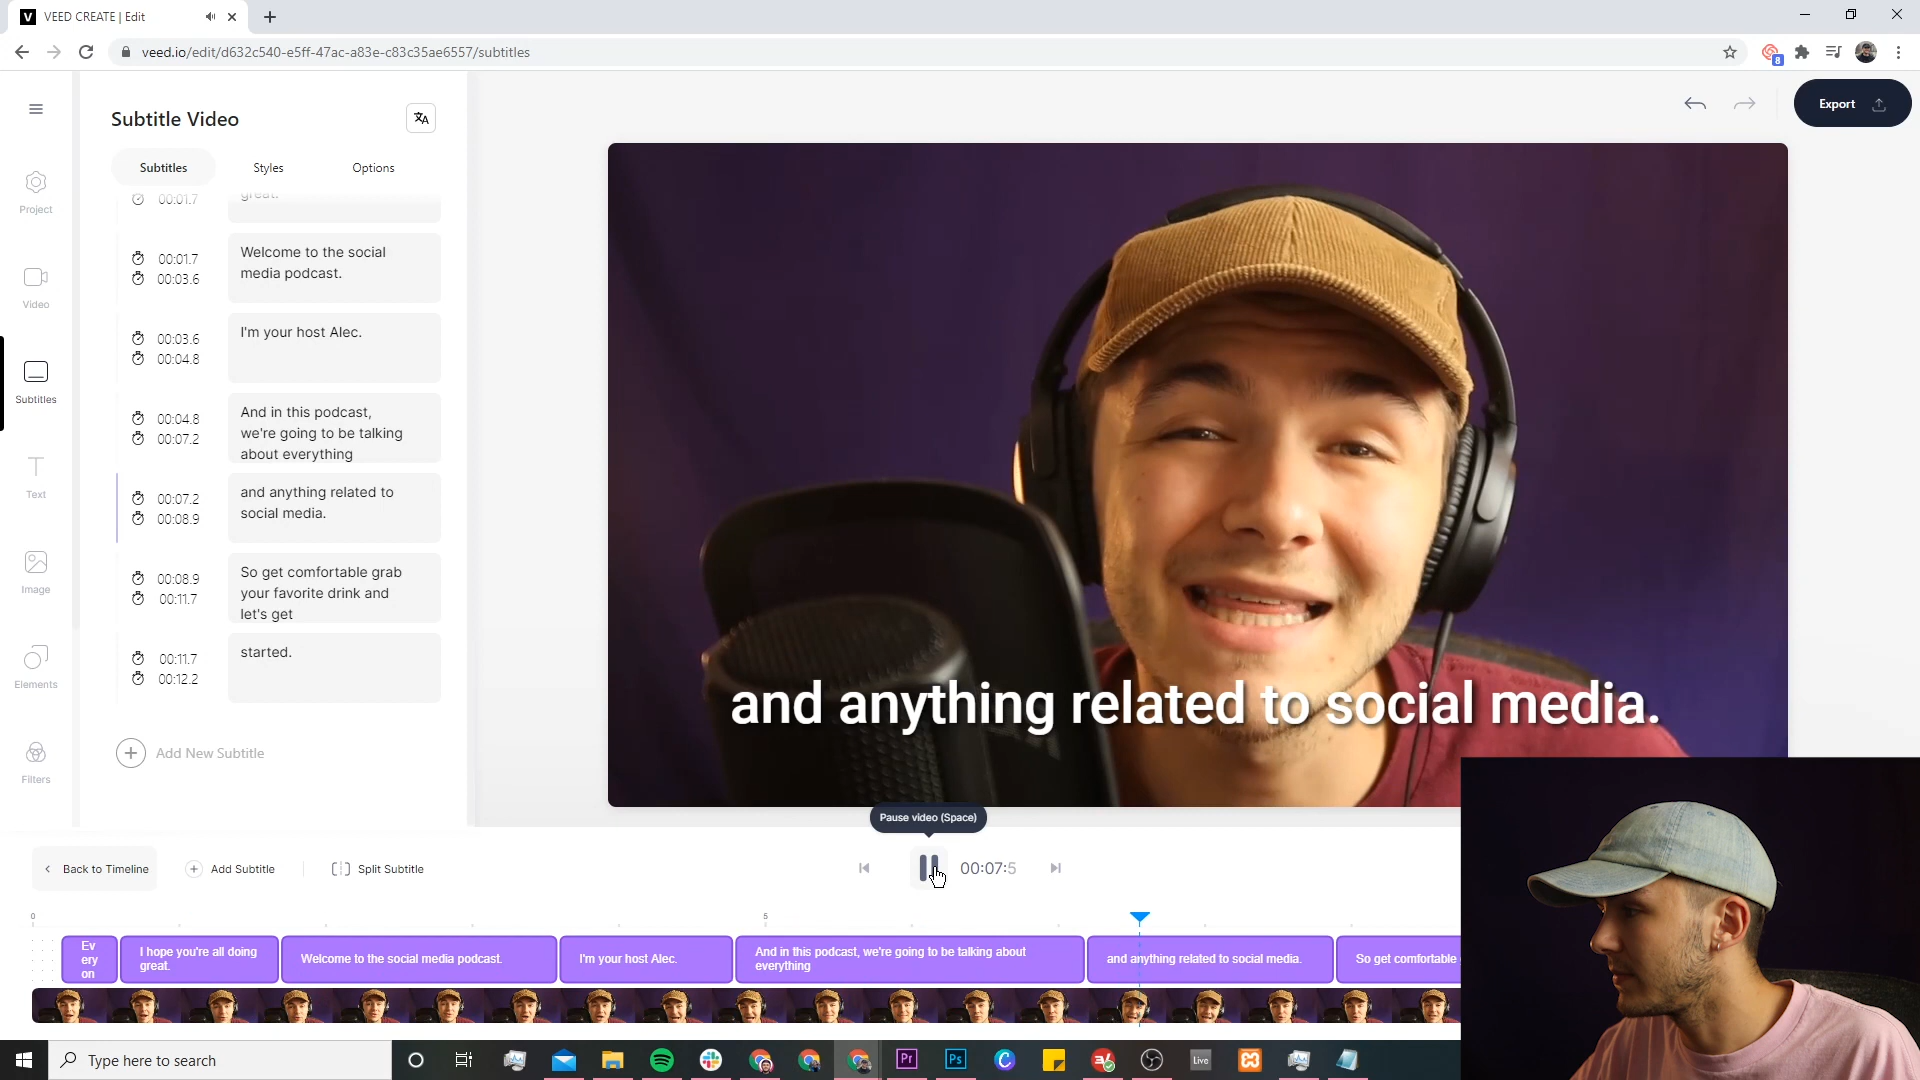 VEED CREATE | Edit
veed.io/edit/d632c540-e5ff-47ac-a83e-c83c35ae6557/subtitles
8
Export
Subtitle Video
Subtitles
Styles
Options
Project
Video
Subtitles
Text
Image
Elements
Filters
00:01.7
great.
00:01.7
00:03.6
Welcome to the social
media podcast.
00:03.6
00:04.8
I'm your host Alec.
00:04.8
00:07.2
And in this podcast,
we're going to be talking
about everything
00:07.2
00:08.9
and anything related to
social media.
00:08.9
00:11.7
So get comfortable grab
your favorite drink and
let's get
00:11.7
00:12.2
started.
Add New Subtitle
and anything related to social media.
Pause video (Space)
Back to Timeline
Add Subtitle
Split Subtitle
00:07:5
0
5
Ev
ery
on
I hope you're all doing
great.
Welcome to the social media podcast.
I'm your host Alec.
And in this podcast, we're going to be talking about
everything
and anything related to social media.
So get comfortable
Type here to search
Pr
Ps
Live